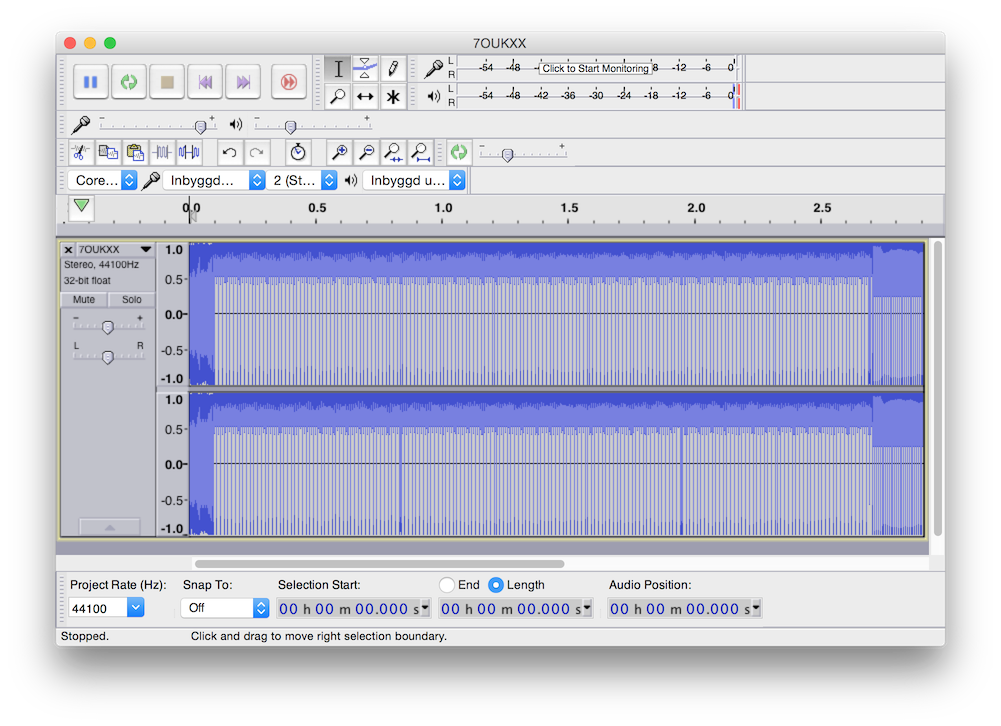 7OUKXX
L
R
-54 -48 - Click to Start Monitoring 8 -12 -6 0
L
R
-54 -48 -42 -36 -30 -24 -18 -12 -6 0
- + - +
- +
Core... Inbyggd... 2 (St... Inbyggd u...
0.0 0.5 1.0 1.5 2.0 2.5
7OUKXX
Stereo, 44100Hz
32-bit float
Mute Solo
- +
L R
1.0
0.5-
0.0-
-0.5-
-1.0
1.0
0.5-
0.0-
-0.5-
-1.0
Project Rate (Hz): Snap To: Selection Start: End Length Audio Position:
44100 Off 00 h 00 m 00.000 s 00 h 00 m 00.000 s 00 h 00 m 00.000 s
Stopped. Click and drag to move right selection boundary.